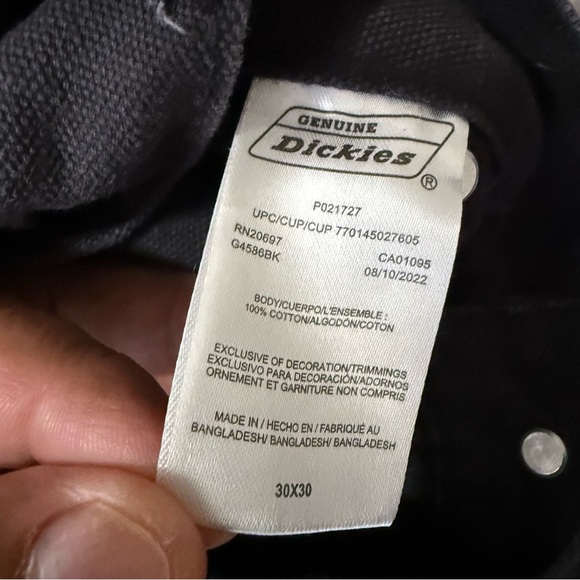 GENUINE
Dickies®
P021727
UPC/CUP/CUP 770145027605
RN20697 CA01095
G4586BK 08/10/2022
BODY/CUERPO/L'ENSEMBLE :
100% COTTON/ALGODÓN/COTON
EXCLUSIVE OF DECORATION/TRIMMINGS
EXCLUSIVO PARA DECORACIÓN/ADORNOS
ORNEMENT ET GARNITURE NON COMPRIS
MADE IN / HECHO EN / FABRIQUÉ AU
BANGLADESH/ BANGLADESH/ BANGLADESH
30X30